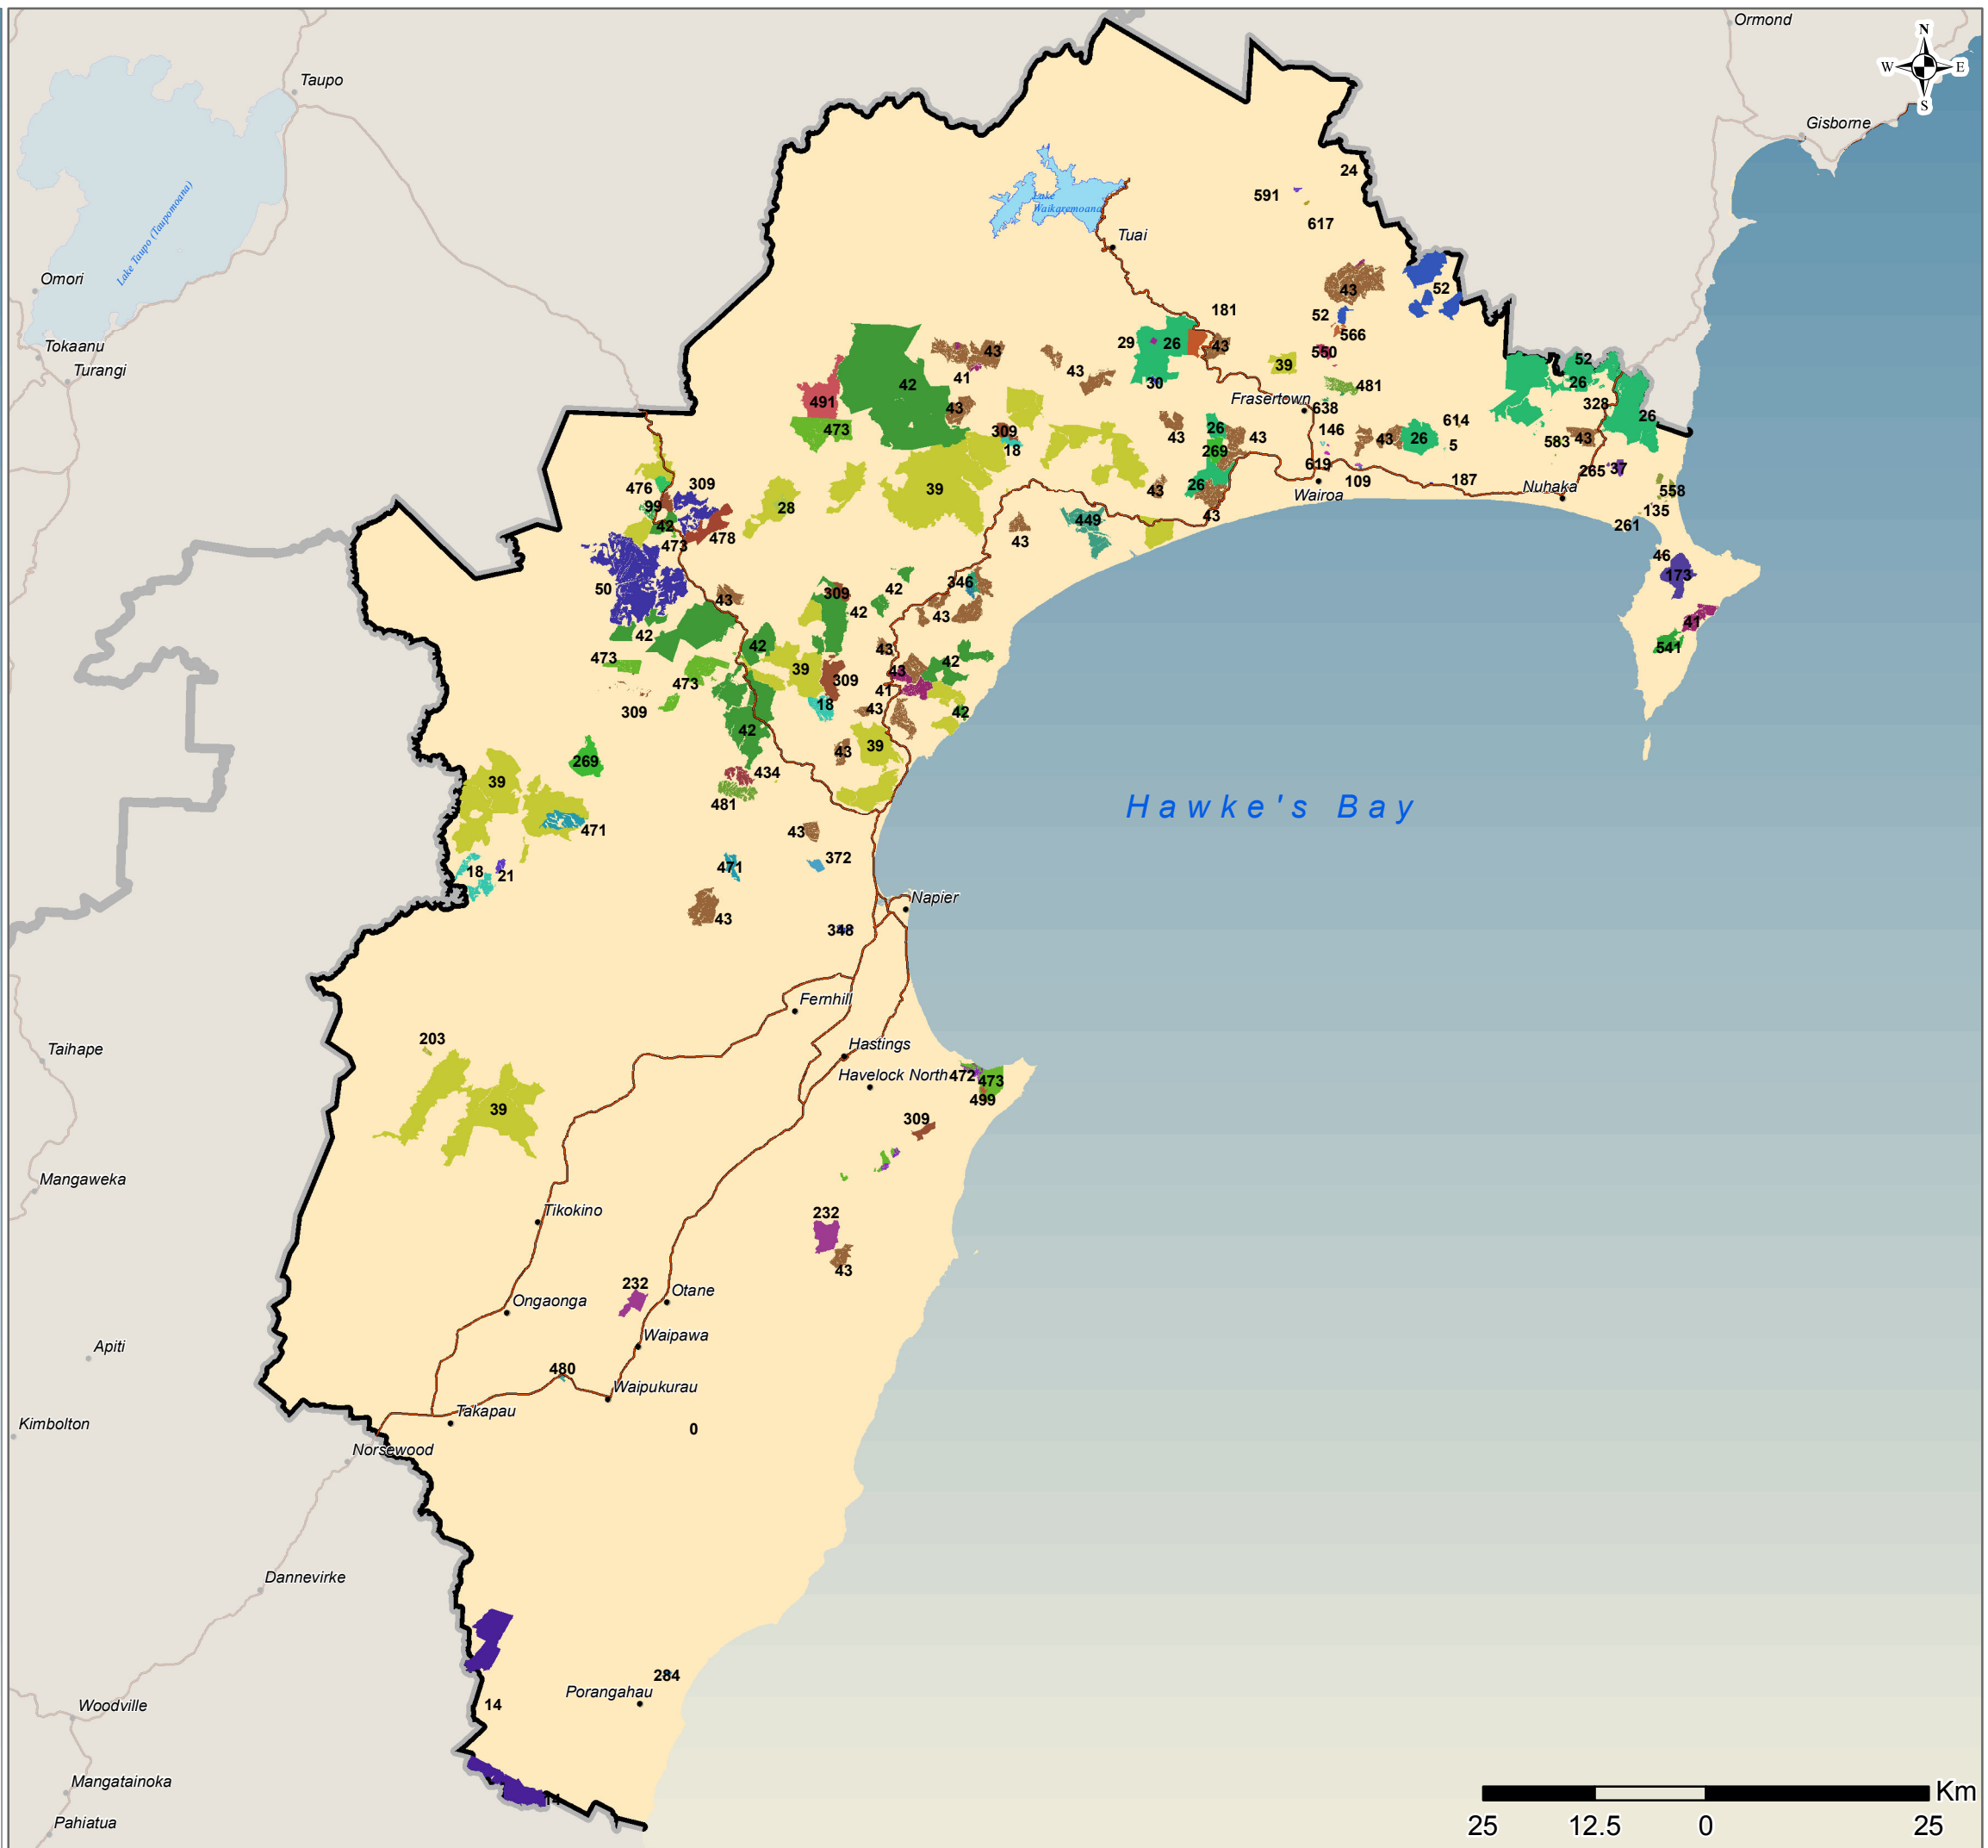 Ormond
N
W E
S
Taupo
Gisborne
24
591
617
Lake
Waikaremoana
Lake Taupo (Taupomoana)
Tuai
Omori
43
52
181
52
566
Tokaanu
29
26
43
550
43
52
Turangi
41
43
39
26
42
30
481
491
Frasertown
638
328
43
26
614
473
309
43
26
146
43
26
583
43
18
43
269
5
619
265
37
476
309
39
43
26
109
187
Nuhaka
558
99
28
Wairoa
42
449
43
135
473
478
43
261
50
46
173
43
309
42
346
42
43
41
42
42
43
541
473
39
43
42
473
309
41
309
18
43
42
42
43
39
269
434
39
481
Hawke's Bay
471
43
372
18
21
471
43
Napier
348
Fernhill
203
Hastings
Taihape
Havelock North
472
473
39
499
309
Mangaweka
Tikokino
232
43
232
Otane
Ongaonga
Waipawa
Apiti
480
Waipukurau
Takapau
0
Kimbolton
Norsewood
Dannevirke
284
Porangahau
14
Woodville
Mangatainoka
14
Km
Pahiatua
25 12.5 0 25